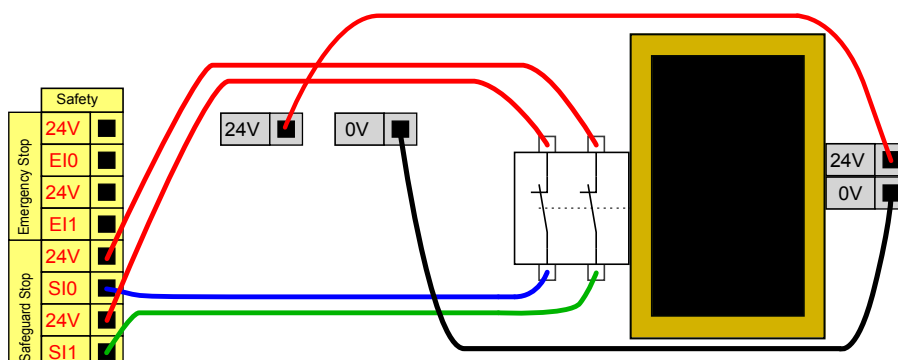 Safety
Emergency Stop
24V
EI0
24V
EI1
Safeguard Stop
24V
SI0
24V
SI1
24V
0V
24V
0V